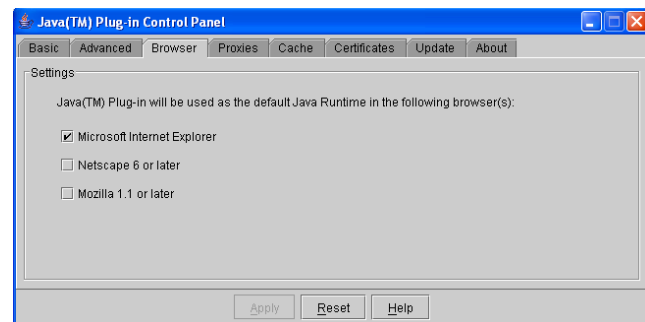 Java(TM) Plug-in Control Panel
Basic Advanced Browser Proxies Cache Certificates Update About
Settings
Java(TM) Plug-in will be used as the default Java Runtime in the following browser(s):
Microsoft Internet Explorer
Netscape 6 or later
Mozilla 1.1 or later
Apply Reset Help